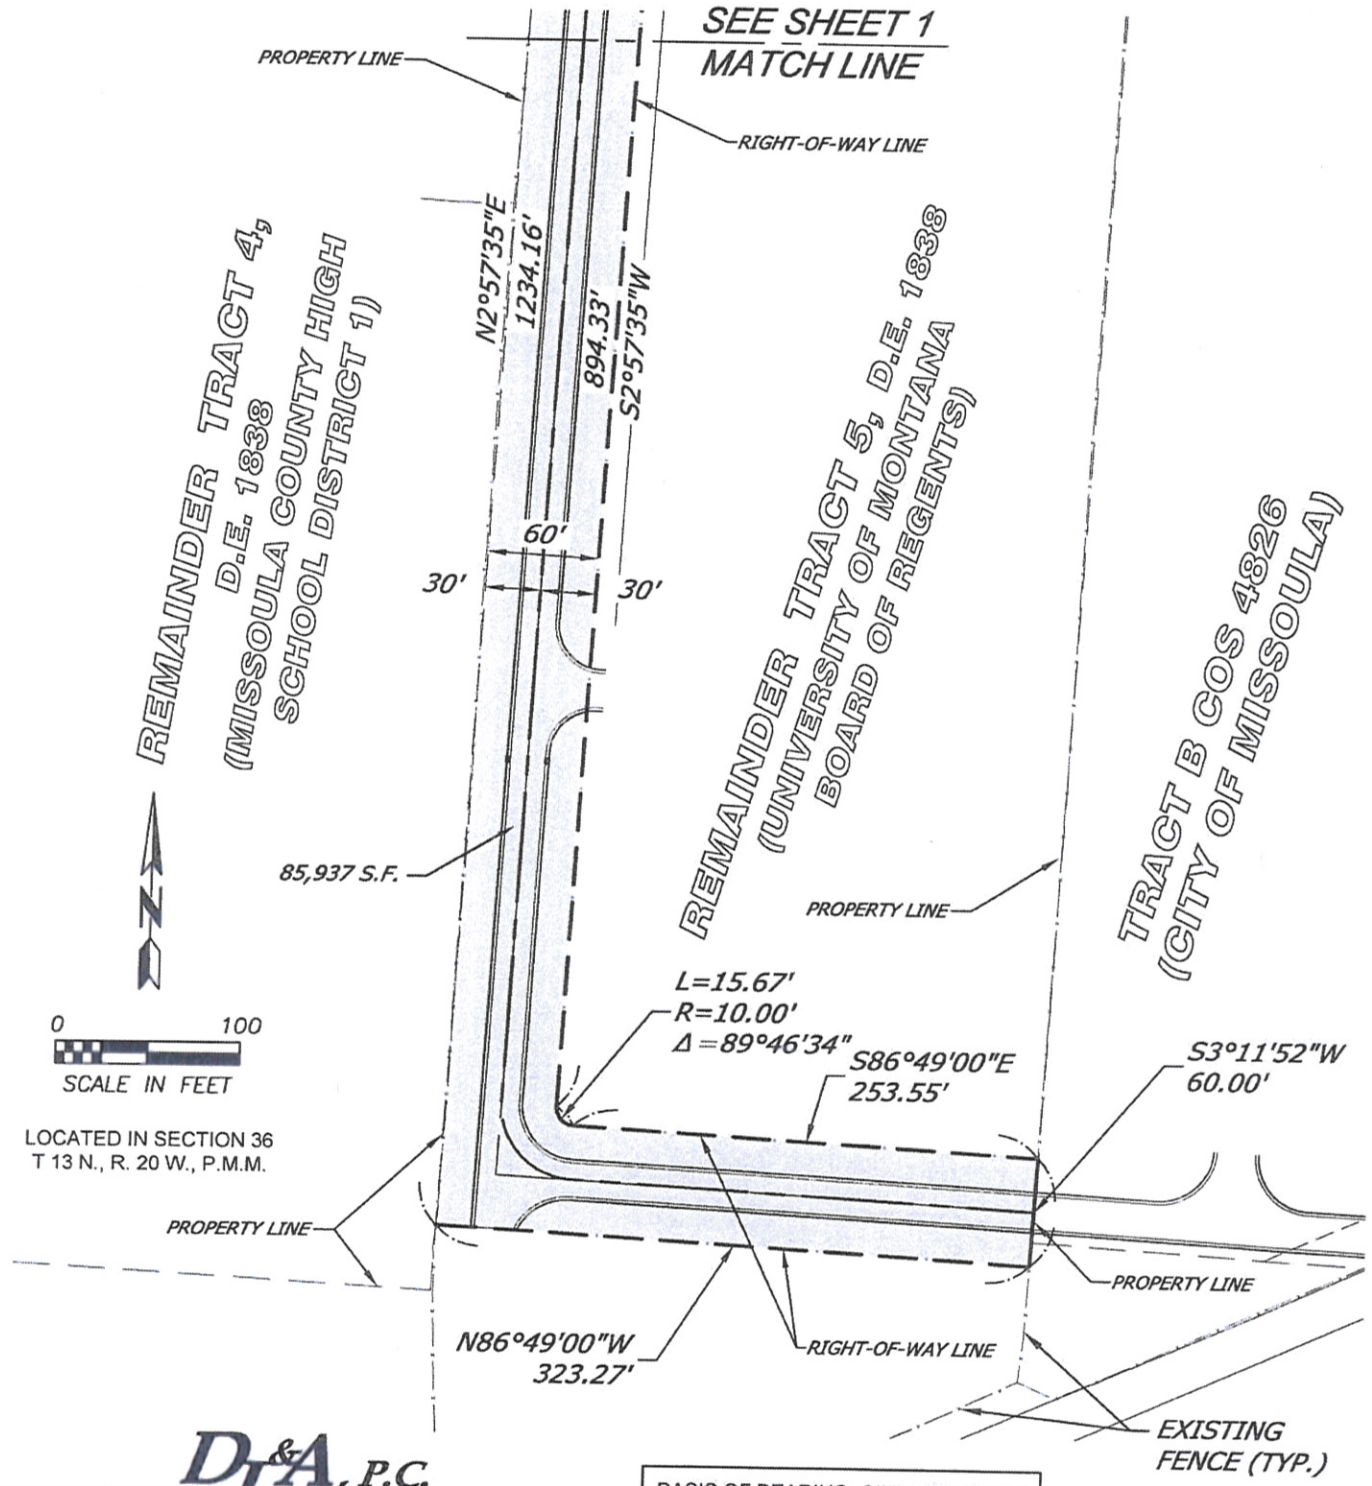 SEE SHEET 1
MATCH LINE
PROPERTY LINE
RIGHT-OF-WAY LINE
N2°57'35"E
1234.16'
894.33'
S2°57'35"W
REMAINDER TRACT 4,
D.E. 1838
(MISSOULA COUNTY HIGH
SCHOOL DISTRICT 1)
REMAINDER TRACT 5, D.E. 1838
(UNIVERSITY OF MONTANA
BOARD OF REGENTS)
TRACT B COS 4826
(CITY OF MISSOULA)
60'
30'
30'
85,937 S.F.
PROPERTY LINE
N
L=15.67'
R=10.00'
Δ=89°46'34"
S86°49'00"E
253.55'
S3°11'52"W
60.00'
0 100
SCALE IN FEET
LOCATED IN SECTION 36
T 13 N., R. 20 W., P.M.M.
PROPERTY LINE
PROPERTY LINE
N86°49'00"W
323.27'
RIGHT-OF-WAY LINE
EXISTING
FENCE (TYP.)
DJ&A, P.C.
BASIS OF BEARING